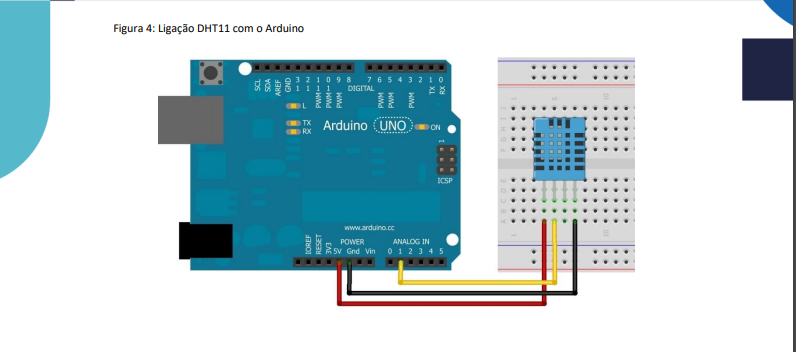 Figura 4: Ligação DHT11 com o Arduino
SCL
SDA
AREF
GND
13
12
11
10
9
8
7
6
5
4
3
2
1
0
PWM
PWM
PWM
DIGITAL
PWM
PWM
PWM
TX
RX
L
TX
RX
Arduino UNO
ON
1
ICSP
www.arduino.cc
IOREF
RESET
3V3
5V
Gnd
Vin
POWER
ANALOG IN
0 1 2 3 4 5